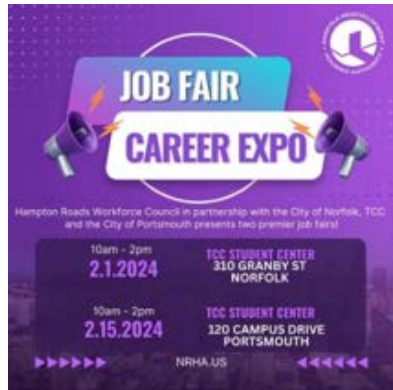 JOB FAIR
CAREER EXPO
Hampton Roads Workforce Council in partnership with the City of Norfolk, TCC
and the City of Portsmouth presents two premier job fairs!
10am - 2pm
2.1.2024
TCC STUDENT CENTER
310 GRANBY ST
NORFOLK
10am - 2pm
2.15.2024
TCC STUDENT CENTER
120 CAMPUS DRIVE
PORTSMOUTH
NRHA.US